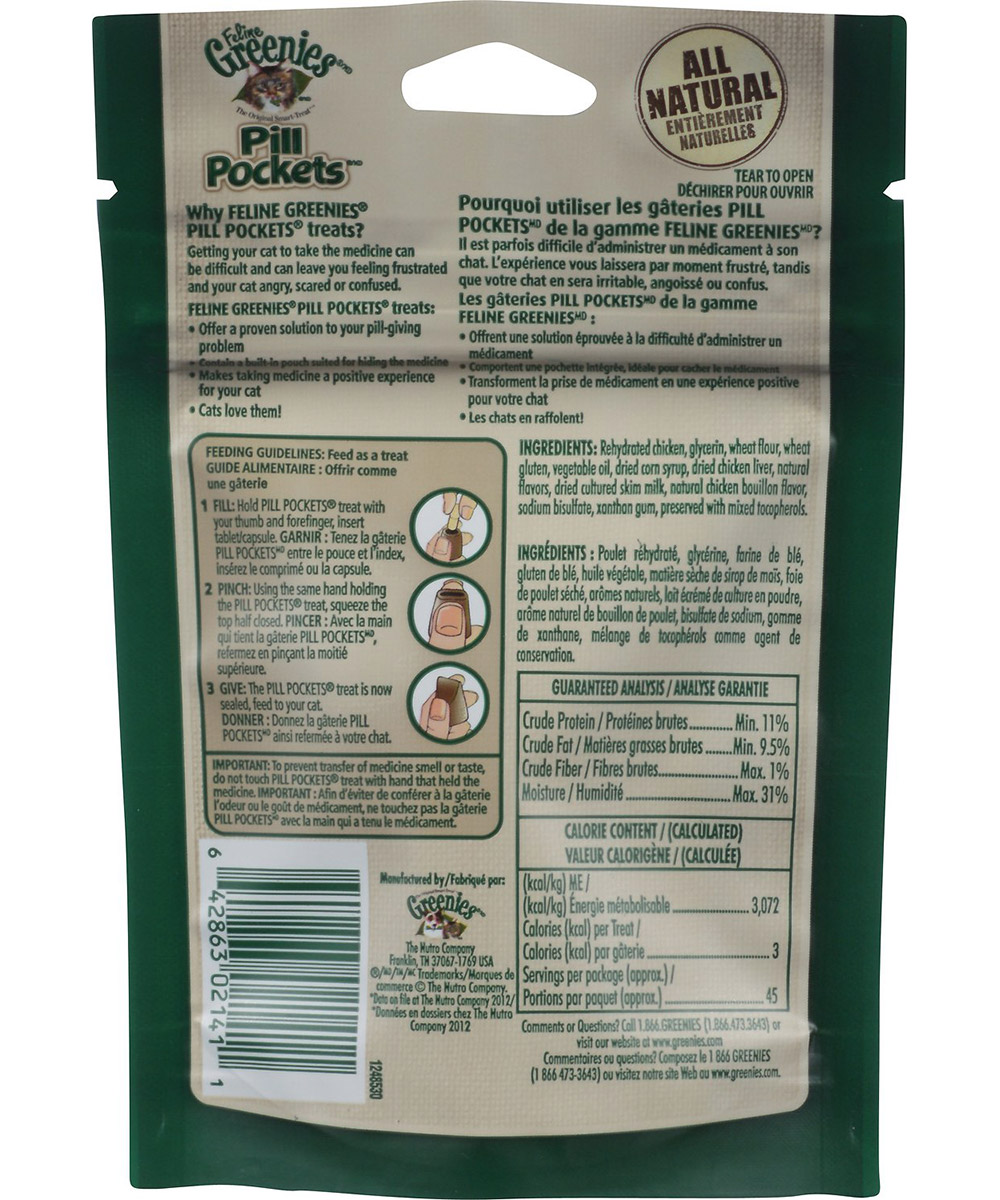 Feline
Greenies
The Original Smart-Treat™
Pill
Pockets
ALL
NATURAL
ENTIÈREMENT
NATURELLES
TEAR TO OPEN
DÉCHIRER POUR OUVRIR
Why FELINE GREENIES®
PILL POCKETS® treats?
Getting your cat to take the medicine can
be difficult and can leave you feeling frustrated
and your cat angry, scared or confused.
FELINE GREENIES® PILL POCKETS® treats:
• Offer a proven solution to your pill-giving
problem
• Contain a built-in pouch suited for hiding the medicine
• Makes taking medicine a positive experience
for your cat
• Cats love them!
Pourquoi utiliser les gâteries PILL
POCKETSMD de la gamme FELINE GREENIESMD?
Il est parfois difficile d'administrer un médicament à son
chat. L'expérience vous laissera par moment frustré, tandis
que votre chat en sera irritable, angoissé ou confus.
Les gâteries PILL POCKETSMD de la gamme
FELINE GREENIESMD :
• Offrent une solution éprouvée à la difficulté d'administrer un
médicament
• Comportent une pochette intégrée, idéale pour cacher le médicament
• Transforment la prise de médicament en une expérience positive
pour votre chat
• Les chats en raffolent!
FEEDING GUIDELINES: Feed as a treat
GUIDE ALIMENTAIRE : Offrir comme
une gâterie
1 FILL: Hold PILL POCKETS® treat with
your thumb and forefinger, insert
tablet/capsule. GARNIR : Tenez la gâterie
PILL POCKETSMD entre le pouce et l'index,
insérez le comprimé ou la capsule.
2 PINCH: Using the same hand holding
the PILL POCKETS® treat, squeeze the
top half closed. PINCER : Avec la main
qui tient la gâterie PILL POCKETSMD,
refermez en pinçant la moitié
supérieure.
3 GIVE: The PILL POCKETS® treat is now
sealed, feed to your cat.
DONNER : Donnez la gâterie PILL
POCKETSMD ainsi refermée à votre chat.
IMPORTANT: To prevent transfer of medicine smell or taste,
do not touch PILL POCKETS® treat with hand that held the
medicine. IMPORTANT : Afin d'éviter de conférer à la gâterie
l'odeur ou le goût de médicament, ne touchez pas la gâterie
PILL POCKETSMD avec la main qui a tenu le médicament.
INGREDIENTS: Rehydrated chicken, glycerin, wheat flour, wheat
gluten, vegetable oil, dried corn syrup, dried chicken liver, natural
flavors, dried cultured skim milk, natural chicken bouillon flavor,
sodium bisulfate, xanthan gum, preserved with mixed tocopherols.
INGRÉDIENTS : Poulet réhydraté, glycérine, farine de blé,
gluten de blé, huile végétale, matière sèche de sirop de maïs, foie
de poulet séché, arômes naturels, lait écrémé de culture en poudre,
arôme naturel de bouillon de poulet, bisulfate de sodium, gomme
de xanthane, mélange de tocophérols comme agent de
conservation.
GUARANTEED ANALYSIS / ANALYSE GARANTIE
Crude Protein / Protéines brutes............ Min. 11%
Crude Fat / Matières grasses brutes ....... Min. 9.5%
Crude Fiber / Fibres brutes..................... Max. 1%
Moisture / Humidité ............................ Max. 31%
CALORIE CONTENT / (CALCULATED)
VALEUR CALORIGÈNE / (CALCULÉE)
(kcal/kg) ME /
(kcal/kg) Énergie métabolisable .................... 3,072
Calories (kcal) per Treat /
Calories (kcal) par gâterie ............................... 3
Servings per package (approx.) /
Portions par paquet (approx.) ......................... 45
Comments or Questions? Call 1.866.GREENIES (1.866.473.3643) or
visit our website at www.greenies.com
Commentaires ou questions? Composez le 1 866 GREENIES
(1 866 473-3643) ou visitez notre site Web au www.greenies.com.
Manufactured by/Fabriqué par:
Greenies
The Nutro Company
Franklin, TN 37067-1769 USA
®/MD/TM/MC Trademarks/Marques de
commerce © The Nutro Company.
*Data on file at The Nutro Company 2012/
*Données en dossiers chez The Nutro
Company 2012
6 42863 02141 1
1248530